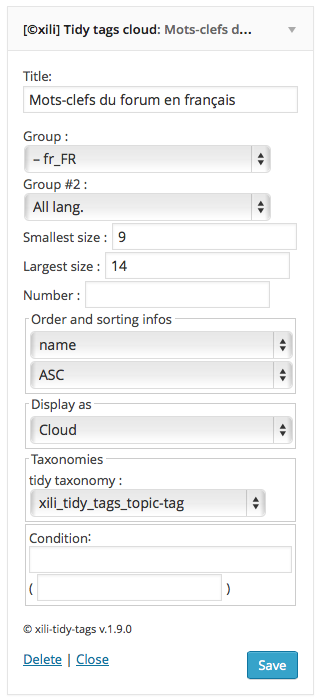 [©xili] Tidy tags cloud: Mots-clefs d...
Title:
Mots-clefs du forum en français
Group :
– fr_FR
Group #2 :
All lang.
Smallest size : 9
Largest size : 14
Number :
Order and sorting infos
name
ASC
Display as
Cloud
Taxonomies
tidy taxonomy :
xili_tidy_tags_topic-tag
Condition:
( )
© xili-tidy-tags v.1.9.0
Delete | Close
Save